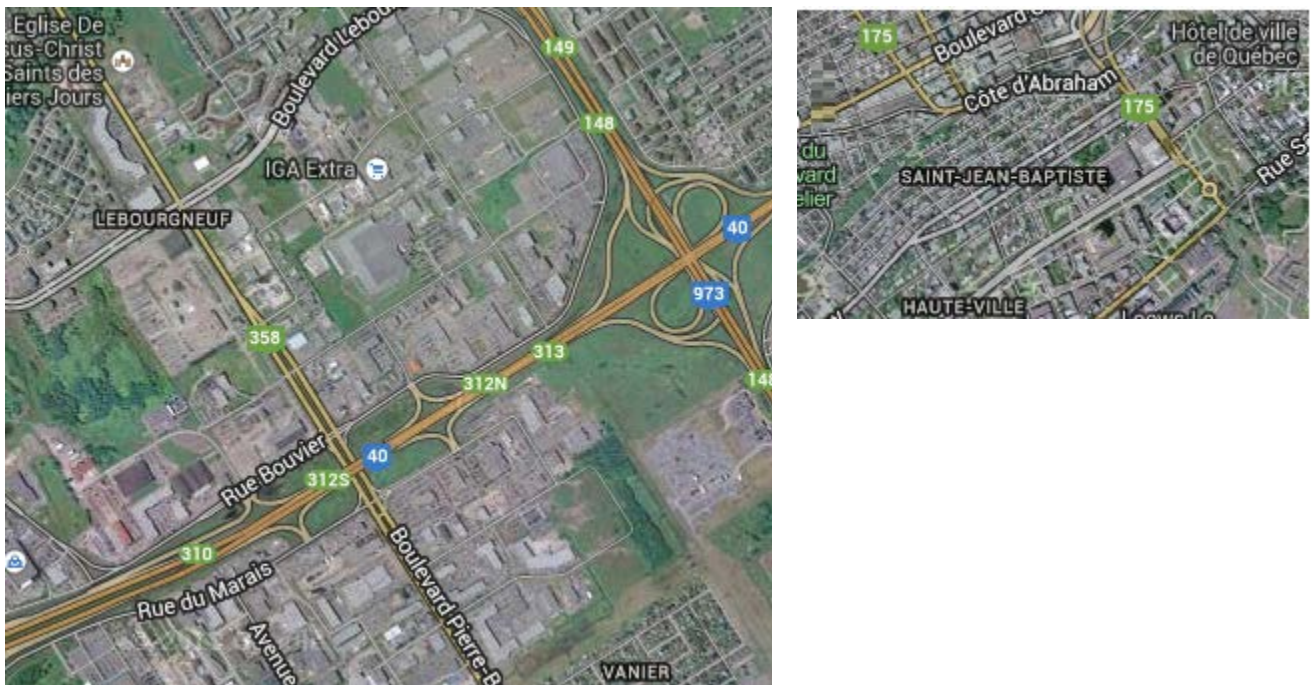 Eglise De
sus-Christ
Saints des
iers Jours
Boulevard Lebou
149
148
IGA Extra
LEBOURGNEUF
40
973
358
313
312N
148
Rue Bouvier
40
312S
310
Rue du Marais
Boulevard Pierre-B
Avenue
VANIER
175
Boulevard
Hôtel de ville
de Québec
Côte d'Abraham
175
du
vard
elier
SAINT-JEAN-BAPTISTE
Rue S
HAUTE-VILLE